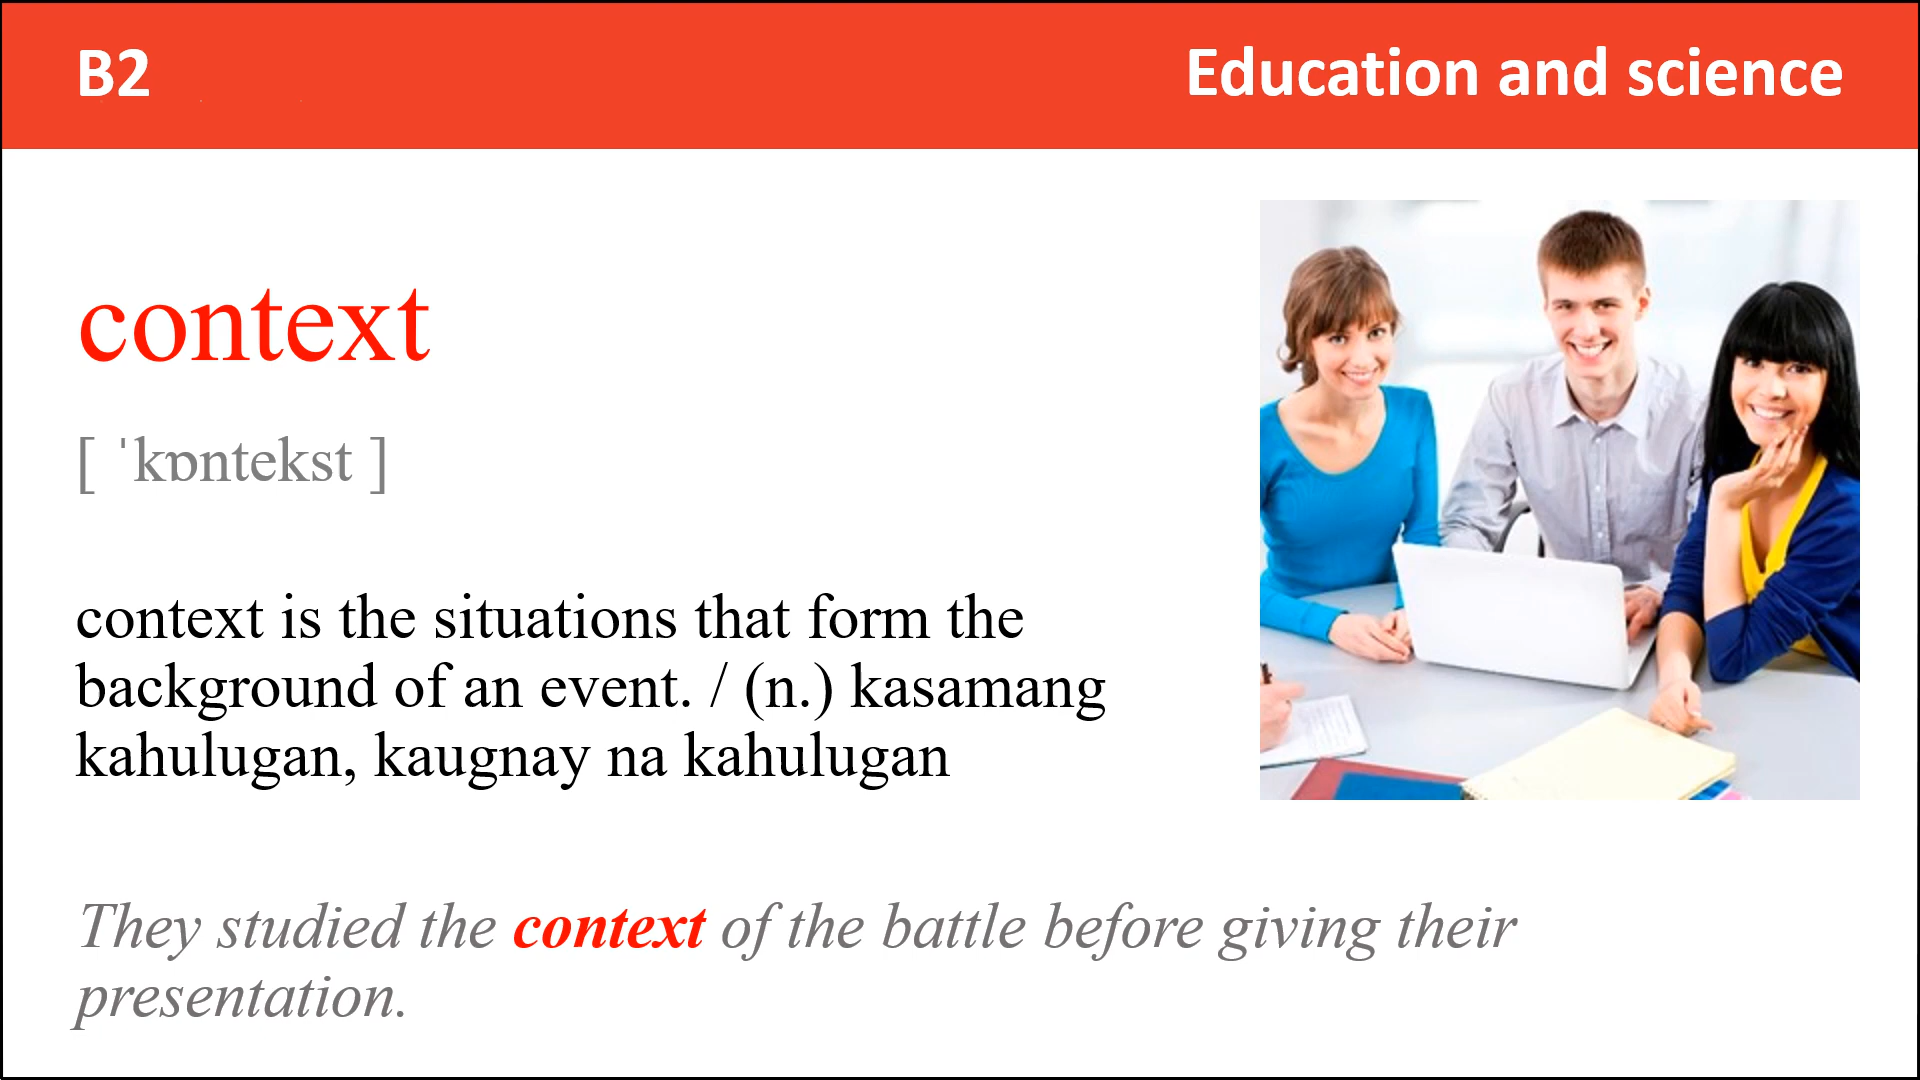 B2
Education and science
context
[ ˈkɒntekst ]
context is the situations that form the
background of an event. / (n.) kasamang
kahulugan, kaugnay na kahulugan
They studied the context of the battle before giving their
presentation.